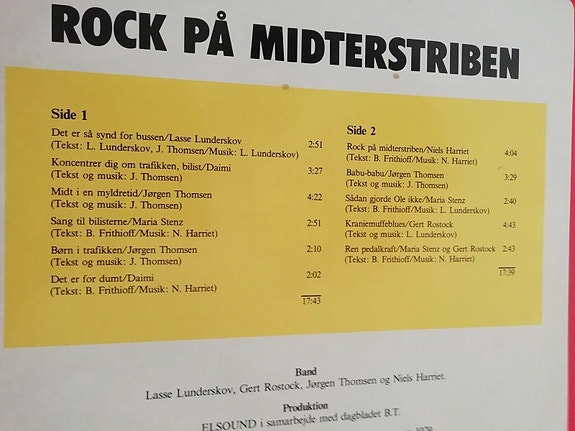 ROCK PÅ MIDTERSTRIBEN
Side 1
Det er så synd for bussen/Lasse Lunderskov
(Tekst: L. Lunderskov, J. Thomsen/Musik: L. Lunderskov) 2:51
Koncentrer dig om trafikken, bilist/Daimi
(Tekst og musik: J. Thomsen) 3:27
Midt i en myldretid/Jørgen Thomsen
(Tekst og musik: J. Thomsen) 4:22
Sang til bilisterne/Maria Stenz
(Tekst: B. Frithioff/Musik: N. Harriet) 2:51
Børn i trafikken/Jørgen Thomsen
(Tekst og musik: J. Thomsen) 2:10
Det er for dumt/Daimi
(Tekst: B. Frithioff/Musik: N. Harriet) 2:02
17:43
Side 2
Rock på midterstriben/Niels Harriet
(Tekst: B. Frithioff/Musik: N. Harriet) 4:04
Babu-babu/Jørgen Thomsen
(Tekst og musik: J. Thomsen) 3:29
Sådan gjorde Ole ikke/Maria Stenz
(Tekst: B. Frithioff/Musik: L. Lunderskov) 2:40
Kraniemuffeblues/Gert Rostock
(Tekst og musik: L. Lunderskov) 4:43
Ren pedalkraft/Maria Stenz og Gert Rostock
(Tekst: B. Frithioff/Musik: N. Harriet) 2:43
17:39
Band
Lasse Lunderskov, Gert Rostock, Jørgen Thomsen og Niels Harriet.
Produktion
ELSOUND i samarbejde med dagbladet B.T.